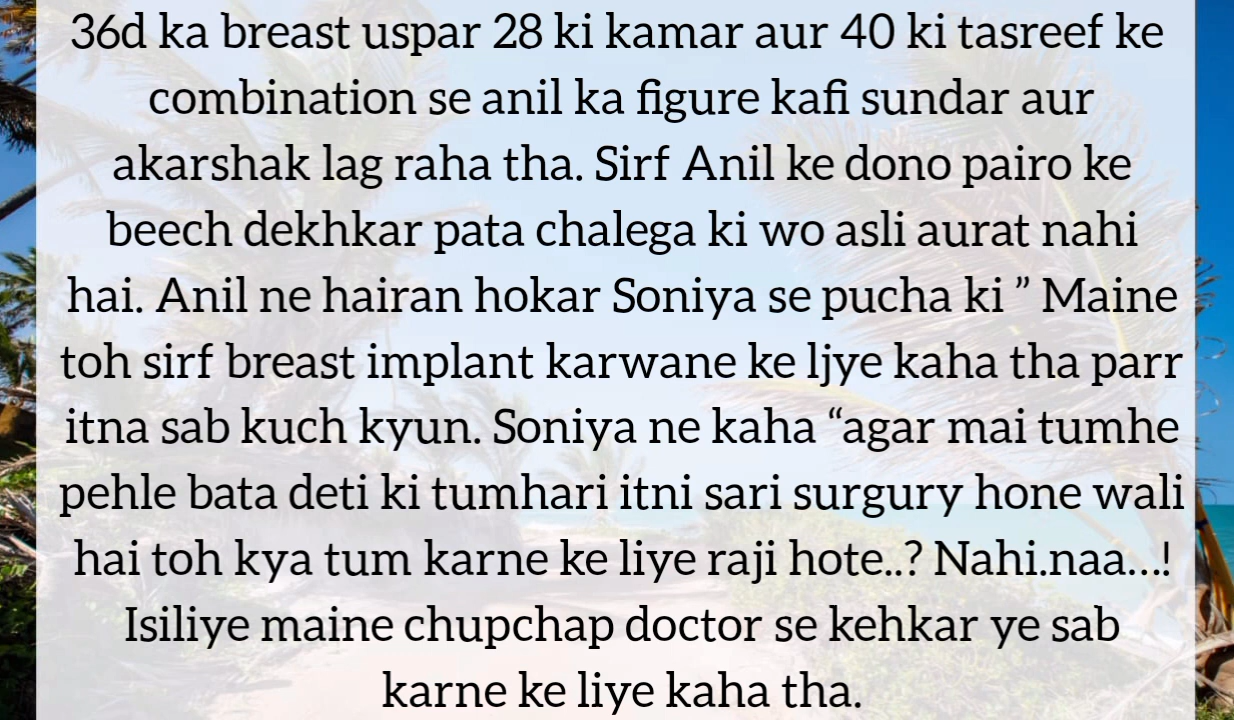 36d ka breast uspar 28 ki kamar aur 40 ki tasreef ke
combination se anil ka figure kafi sundar aur
akarshak lag raha tha. Sirf Anil ke dono pairo ke
beech dekhkar pata chalega ki wo asli aurat nahi
hai. Anil ne hairan hokar Soniya se pucha ki ” Maine
toh sirf breast implant karwane ke ljye kaha tha parr
itna sab kuch kyun. Soniya ne kaha “agar mai tumhe
pehle bata deti ki tumhari itni sari surgury hone wali
hai toh kya tum karne ke liye raji hote..? Nahi.naa...!
Isiliye maine chupchap doctor se kehkar ye sab
karne ke liye kaha tha.